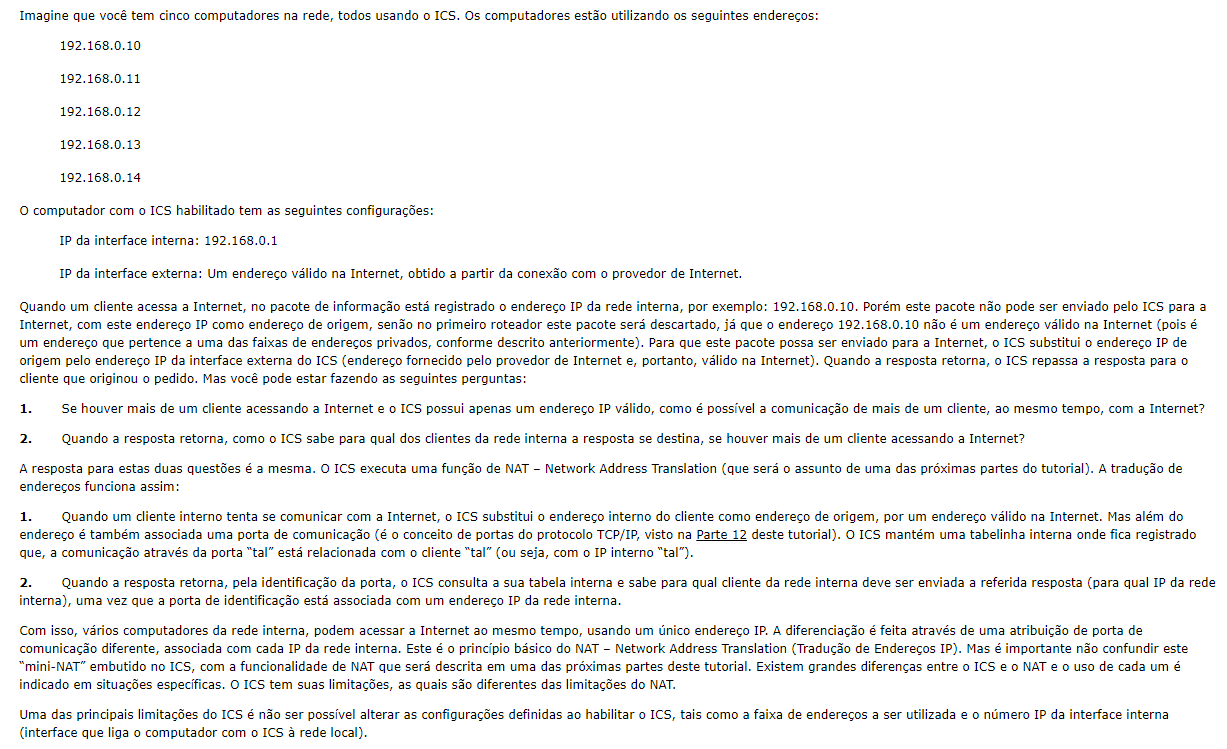 Imagine que você tem cinco computadores na rede, todos usando o ICS. Os computadores estão utilizando os seguintes endereços:
192.168.0.10
192.168.0.11
192.168.0.12
192.168.0.13
192.168.0.14
O computador com o ICS habilitado tem as seguintes configurações:
IP da interface interna: 192.168.0.1
IP da interface externa: Um endereço válido na Internet, obtido a partir da conexão com o provedor de Internet.
Quando um cliente acessa a Internet, no pacote de informação está registrado o endereço IP da rede interna, por exemplo: 192.168.0.10. Porém este pacote não pode ser enviado pelo ICS para a
Internet, com este endereço IP como endereço de origem, senão no primeiro roteador este pacote será descartado, já que o endereço 192.168.0.10 não é um endereço válido na Internet (pois é
um endereço que pertence a uma das faixas de endereços privados, conforme descrito anteriormente). Para que este pacote possa ser enviado para a Internet, o ICS substitui o endereço IP de
origem pelo endereço IP da interface externa do ICS (endereço fornecido pelo provedor de Internet e, portanto, válido na Internet). Quando a resposta retorna, o ICS repassa a resposta para o
cliente que originou o pedido. Mas você pode estar fazendo as seguintes perguntas:
1. Se houver mais de um cliente acessando a Internet e o ICS possui apenas um endereço IP válido, como é possível a comunicação de mais de um cliente, ao mesmo tempo, com a Internet?
2. Quando a resposta retorna, como o ICS sabe para qual dos clientes da rede interna a resposta se destina, se houver mais de um cliente acessando a Internet?
A resposta para estas duas questões é a mesma. O ICS executa uma função de NAT – Network Address Translation (que será o assunto de uma das próximas partes do tutorial). A tradução de
endereços funciona assim:
1. Quando um cliente interno tenta se comunicar com a Internet, o ICS substitui o endereço interno do cliente como endereço de origem, por um endereço válido na Internet. Mas além do
endereço é também associada uma porta de comunicação (é o conceito de portas do protocolo TCP/IP, visto na Parte 12 deste tutorial). O ICS mantém uma tabelinha interna onde fica registrado
que, a comunicação através da porta “tal” está relacionada com o cliente “tal” (ou seja, com o IP interno “tal”).
2. Quando a resposta retorna, pela identificação da porta, o ICS consulta a sua tabela interna e sabe para qual cliente da rede interna deve ser enviada a referida resposta (para qual IP da rede
interna), uma vez que a porta de identificação está associada com um endereço IP da rede interna.
Com isso, vários computadores da rede interna, podem acessar a Internet ao mesmo tempo, usando um único endereço IP. A diferenciação é feita através de uma atribuição de porta de
comunicação diferente, associada com cada IP da rede interna. Este é o princípio básico do NAT – Network Address Translation (Tradução de Endereços IP). Mas é importante não confundir este
“mini-NAT” embutido no ICS, com a funcionalidade de NAT que será descrita em uma das próximas partes deste tutorial. Existem grandes diferenças entre o ICS e o NAT e o uso de cada um é
indicado em situações específicas. O ICS tem suas limitações, as quais são diferentes das limitações do NAT.
Uma das principais limitações do ICS é não ser possível alterar as configurações definidas ao habilitar o ICS, tais como a faixa de endereços a ser utilizada e o número IP da interface interna
(interface que liga o computador com o ICS à rede local).